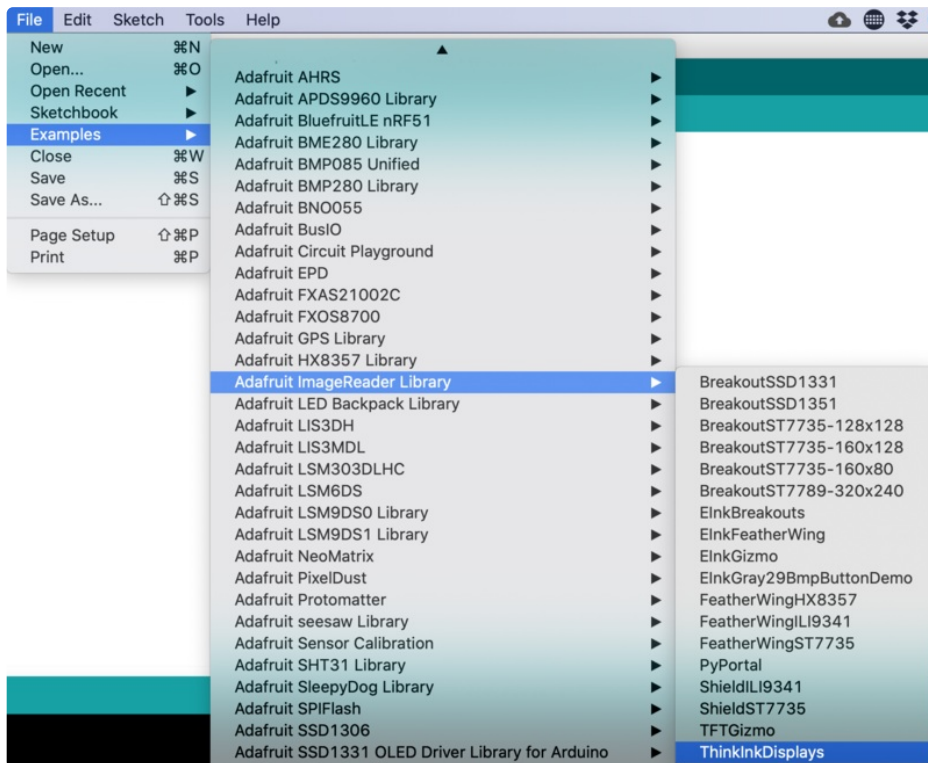 File Edit Sketch Tools Help
New ⌘N
Open... ⌘O
Open Recent ▶
Sketchbook ▶
Examples ▶
Close ⌘W
Save ⌘S
Save As... ⇧⌘S
Page Setup ⇧⌘P
Print ⌘P
▲
Adafruit AHRS ▶
Adafruit APDS9960 Library ▶
Adafruit BluefruitLE nRF51 ▶
Adafruit BME280 Library ▶
Adafruit BMP085 Unified ▶
Adafruit BMP280 Library ▶
Adafruit BNO055 ▶
Adafruit BusIO ▶
Adafruit Circuit Playground ▶
Adafruit EPD ▶
Adafruit FXAS21002C ▶
Adafruit FXOS8700 ▶
Adafruit GPS Library ▶
Adafruit HX8357 Library ▶
Adafruit ImageReader Library ▶
Adafruit LED Backpack Library ▶
Adafruit LIS3DH ▶
Adafruit LIS3MDL ▶
Adafruit LSM303DLHC ▶
Adafruit LSM6DS ▶
Adafruit LSM9DS0 Library ▶
Adafruit LSM9DS1 Library ▶
Adafruit NeoMatrix ▶
Adafruit PixelDust ▶
Adafruit Protomatter ▶
Adafruit seesaw Library ▶
Adafruit Sensor Calibration ▶
Adafruit SHT31 Library ▶
Adafruit SleepyDog Library ▶
Adafruit SPIFlash ▶
Adafruit SSD1306 ▶
Adafruit SSD1331 OLED Driver Library for Arduino ▶
BreakoutSSD1331
BreakoutSSD1351
BreakoutST7735-128x128
BreakoutST7735-160x128
BreakoutST7735-160x80
BreakoutST7789-320x240
EInkBreakouts
EInkFeatherWing
EInkGizmo
EInkGray29BmpButtonDemo
FeatherWingHX8357
FeatherWingILI9341
FeatherWingST7735
PyPortal
ShieldILI9341
ShieldST7735
TFTGizmo
ThinkInkDisplays